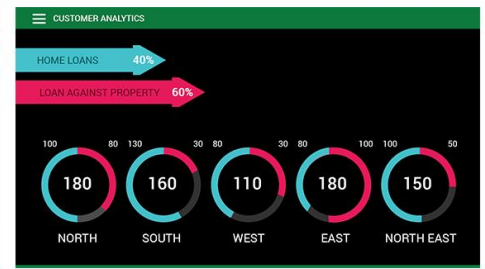 CUSTOMER ANALYTICS
HOME LOANS 40%
LOAN AGAINST PROPERTY 60%
100 80 130 30 80 30 80 100 100 50
180 160 110 180 150
NORTH SOUTH WEST EAST NORTH EAST